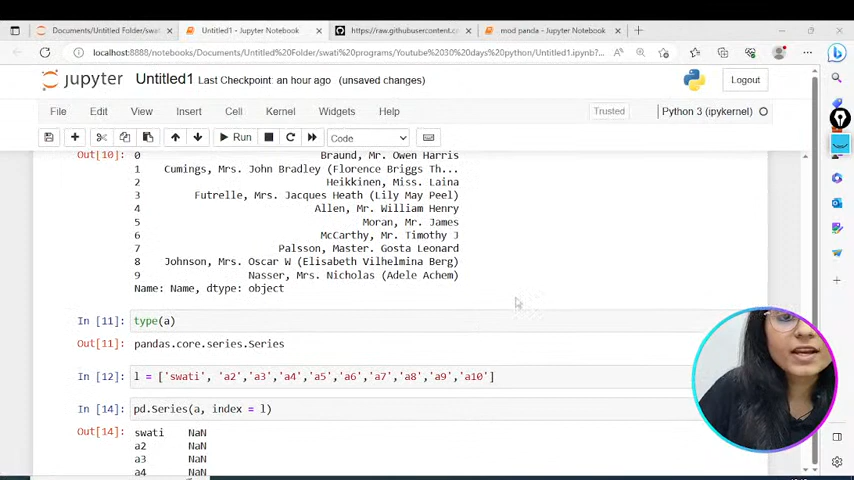 Documents/Untitled Folder/swat
Untitled1 - Jupyter Notebook
https://raw.githubusercontent.c
mod panda - Jupyter Notebook
localhost:8888/notebooks/Documents/Untitled%20Folder/swati%20programs/Youtube%2030%20days%20python/Untitled1.ipynb?...
jupyter Untitled1 Last Checkpoint: an hour ago (unsaved changes)
Logout
File Edit View Insert Cell Kernel Widgets Help
Trusted
Python 3 (ipykernel)
Run
Code
Out[10]: 0 Braund, Mr. Owen Harris
1 Cumings, Mrs. John Bradley (Florence Briggs Th...
2 Heikkinen, Miss. Laina
3 Futrelle, Mrs. Jacques Heath (Lily May Peel)
4 Allen, Mr. William Henry
5 Moran, Mr. James
6 McCarthy, Mr. Timothy J
7 Palsson, Master. Gosta Leonard
8 Johnson, Mrs. Oscar W (Elisabeth Vilhelmina Berg)
9 Nasser, Mrs. Nicholas (Adele Achem)
Name: Name, dtype: object
In [11]: type(a)
Out[11]: pandas.core.series.Series
In [12]: l = ['swati', 'a2','a3','a4','a5','a6','a7','a8','a9','a10']
In [14]: pd.Series(a, index = l)
Out[14]: swati NaN
a2 NaN
a3 NaN
a4 NaN